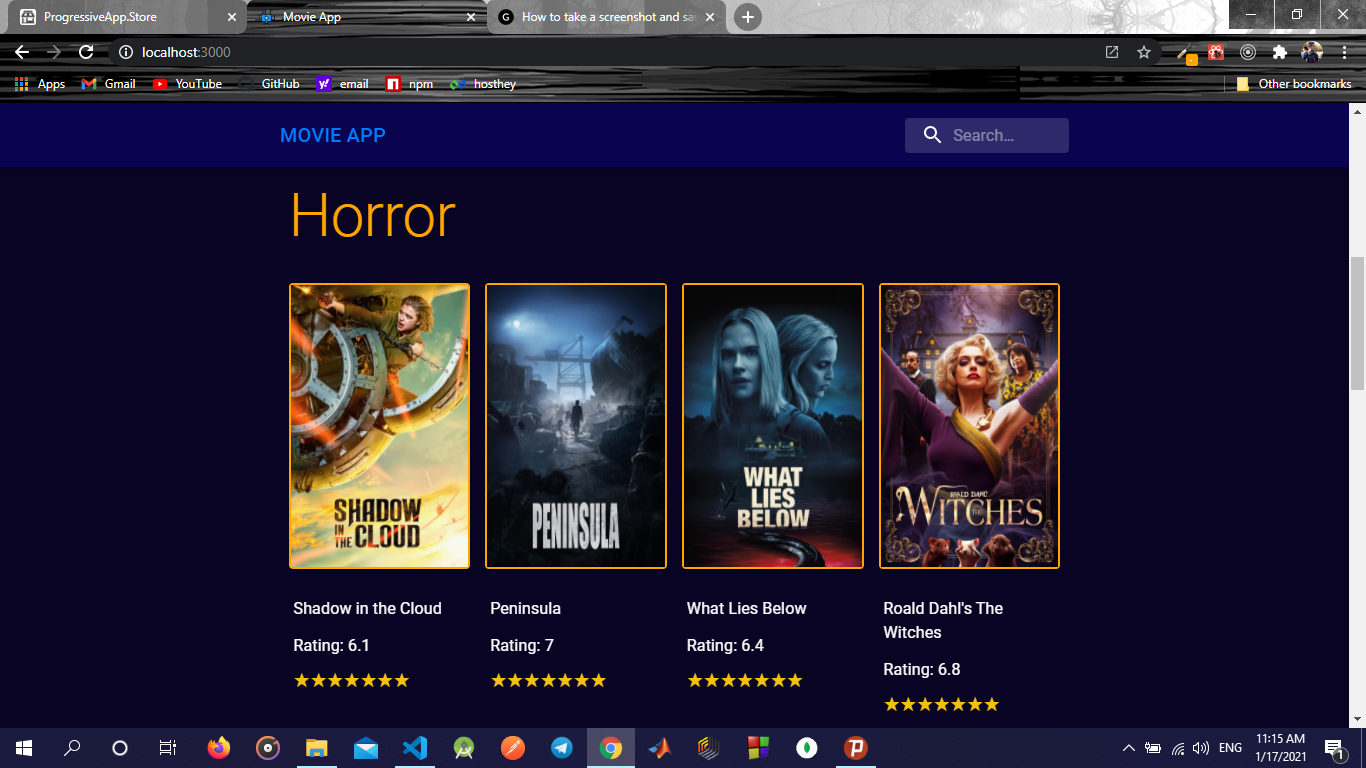 ProgressiveApp.Store
Movie App
How to take a screenshot and sa
localhost:3000
Apps
Gmail
YouTube
GitHub
email
npm
hosthey
Other bookmarks
MOVIE APP
Search...
Horror
SHADOW
IN THE CLOUD
PENINSULA
WHAT
LIES
BELOW
ROALD DAHL'S
THE WITCHES
Shadow in the Cloud
Rating: 6.1
Peninsula
Rating: 7
What Lies Below
Rating: 6.4
Roald Dahl's The
Witches
Rating: 6.8
ENG
11:15 AM
1/17/2021
1